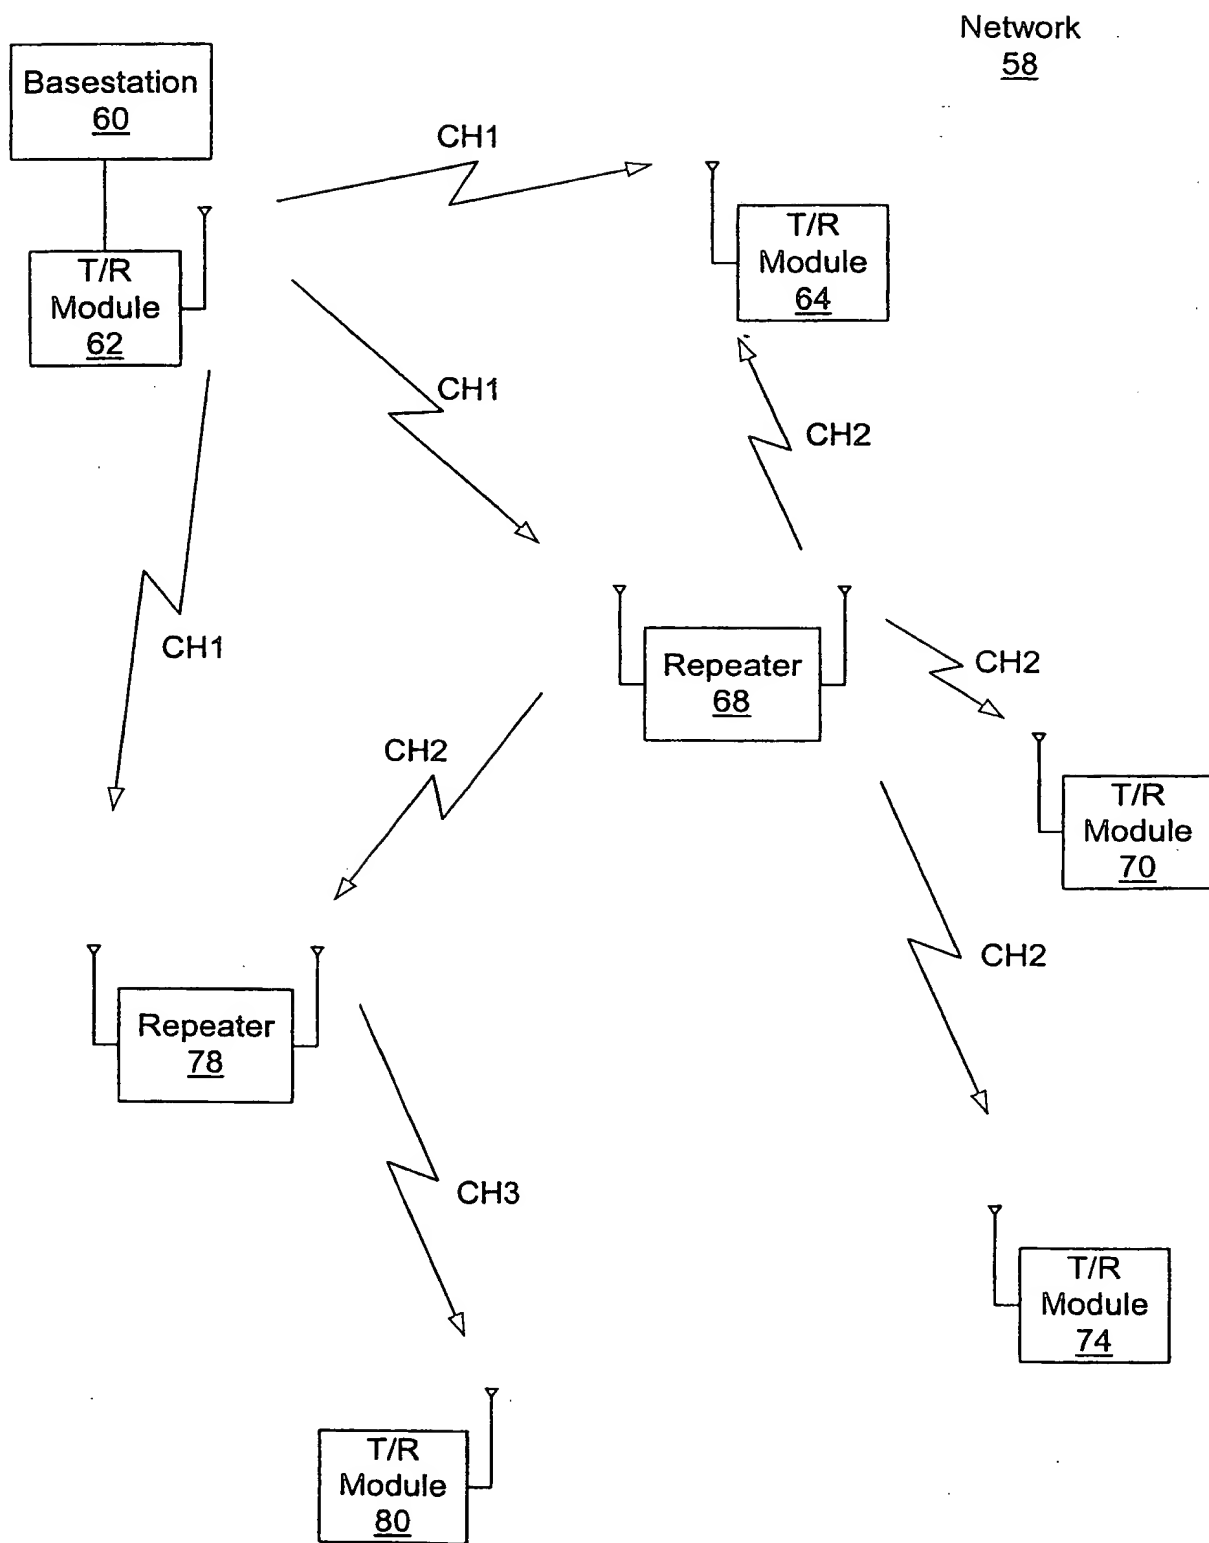 Network
58
Basestation
60
CH1
T/R
Module
62
T/R
Module
64
CH1
CH2
CH1
Repeater
68
CH2
CH2
T/R
Module
70
CH2
Repeater
78
CH3
T/R
Module
74
T/R
Module
80